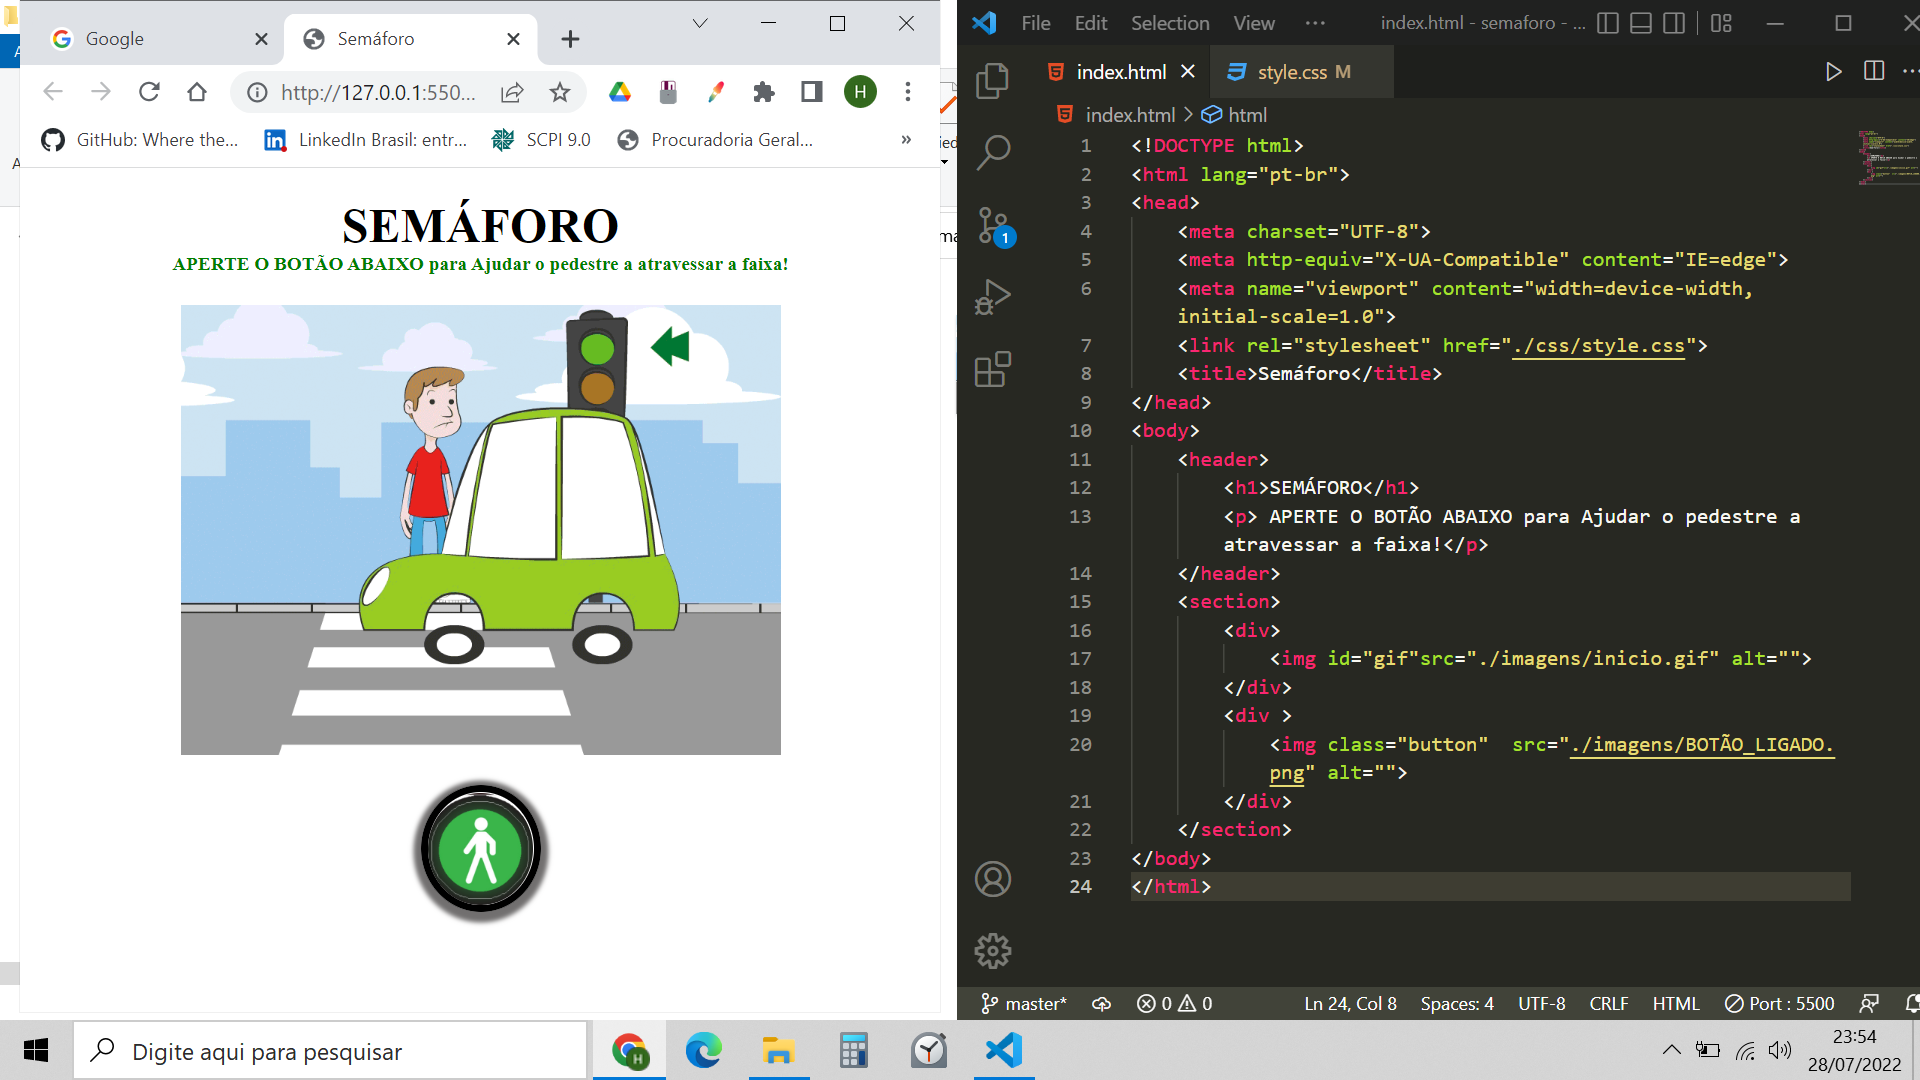 Google
Semáforo
http://127.0.0.1:550...
H
GitHub: Where the...
LinkedIn Brasil: entr...
SCPI 9.0
Procuradoria Geral...
»
SEMÁFORO
APERTE O BOTÃO ABAIXO para Ajudar o pedestre a atravessar a faixa!
File Edit Selection View ···
index.html - semaforo - ...
index.html
style.css M
index.html > html
1 <!DOCTYPE html>
2 <html lang="pt-br">
3 <head>
4 <meta charset="UTF-8">
5 <meta http-equiv="X-UA-Compatible" content="IE=edge">
6 <meta name="viewport" content="width=device-width,
initial-scale=1.0">
7 <link rel="stylesheet" href="./css/style.css">
8 <title>Semáforo</title>
9 </head>
10 <body>
11 <header>
12 <h1>SEMÁFORO</h1>
13 <p> APERTE O BOTÃO ABAIXO para Ajudar o pedestre a
atravessar a faixa!</p>
14 </header>
15 <section>
16 <div>
17 <img id="gif"src="./imagens/inicio.gif" alt="">
18 </div>
19 <div >
20 <img class="button"  src="./imagens/BOTÃO_LIGADO.
png" alt="">
21 </div>
22 </section>
23 </body>
24 </html>
1
master*
0
0
Ln 24, Col 8
Spaces: 4
UTF-8
CRLF
HTML
Port : 5500
Digite aqui para pesquisar
H
23:54
28/07/2022